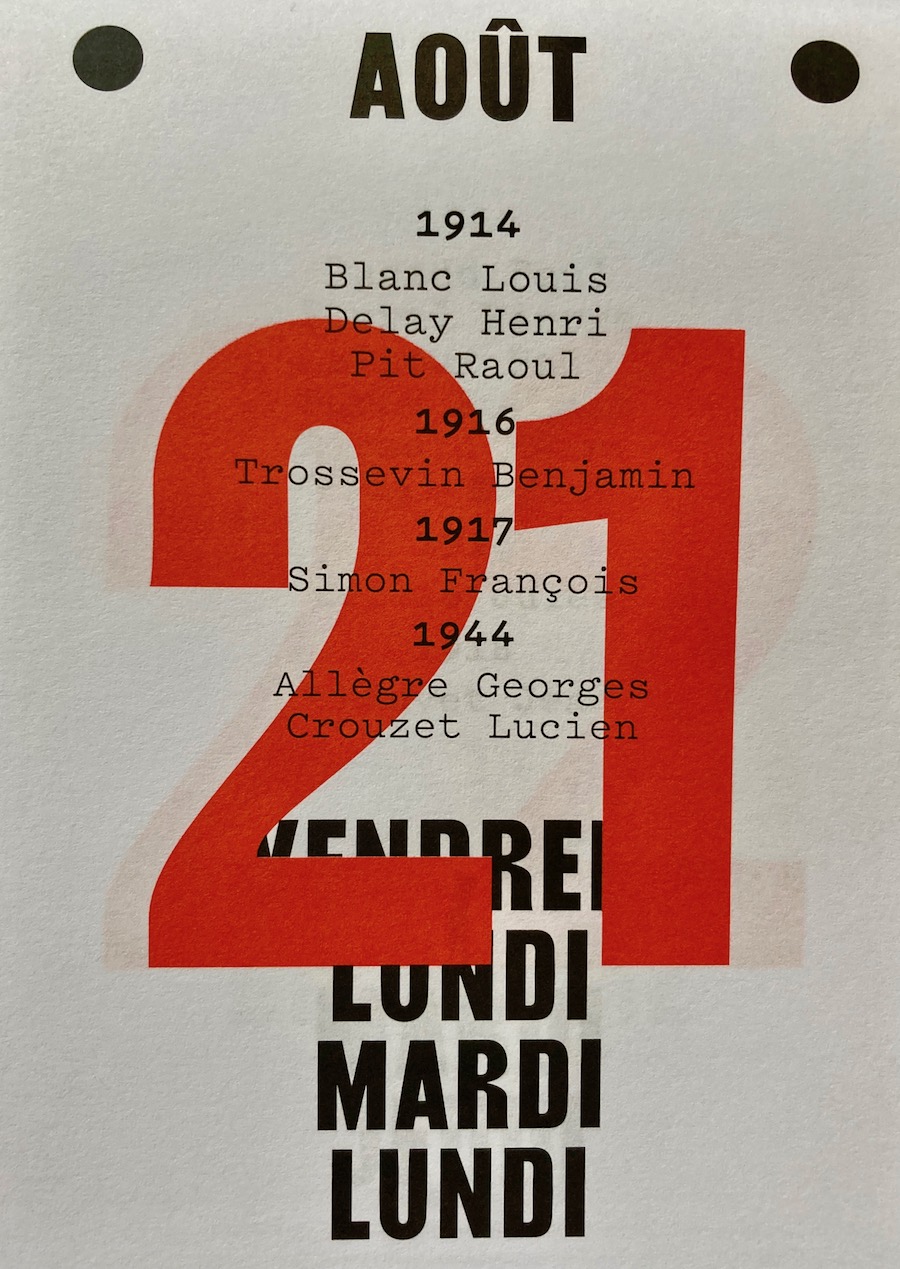 AOÛT
1914
Blanc Louis
Delay Henri
Pit Raoul
1916
Trossevin Benjamin
1917
Simon François
1944
Allègre Georges
Crouzet Lucien
21
VENDREDI
LUNDI
MARDI
LUNDI